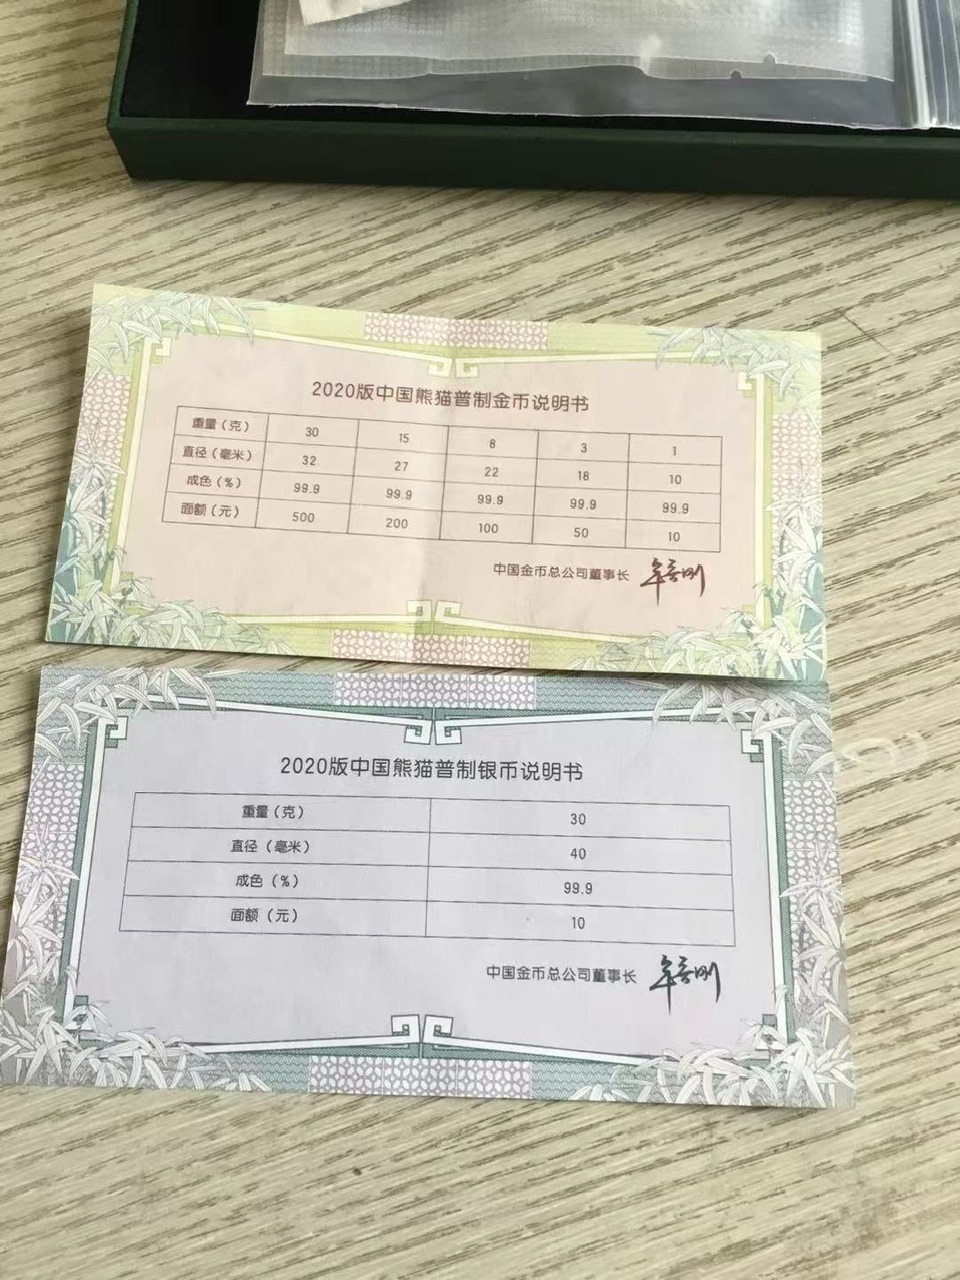 2020版中国熊猫普制金币说明书
重量(克) 30 15 8 3 1
直径(毫米) 32 27 22 18 10
成色(%) 99.9 99.9 99.9 99.9 99.9
面额(元) 500 200 100 50 10
中国金币总公司董事长
2020版中国熊猫普制银币说明书
重量(克) 30
直径(毫米) 40
成色(%) 99.9
面额(元) 10
中国金币总公司董事长